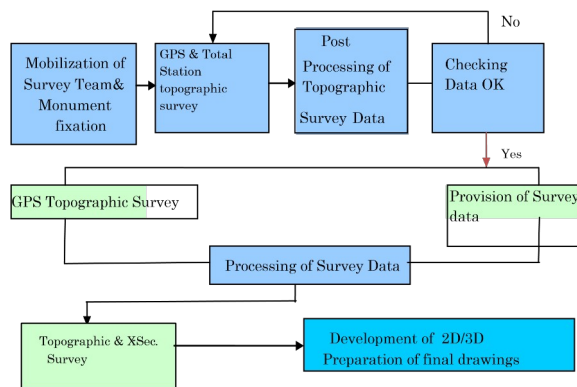 No
Mobilization of
Survey Team&
Monument
fixation
GPS & Total
Station
topographic
survey
Post
Processing of
Topographic
Survey Data
Checking
Data OK
Yes
GPS Topographic Survey
Provision of Survey
data
Processing of Survey Data
Topographic & XSec.
Survey
Development of 2D/3D
Preparation of final drawings